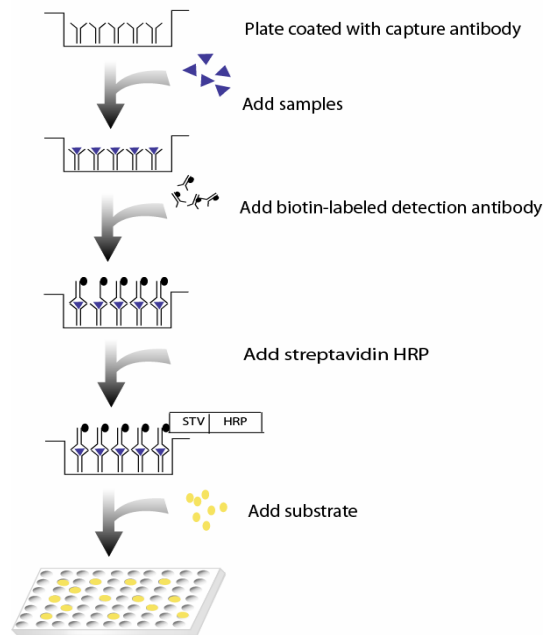 Plate coated with capture antibody
Add samples
Add biotin-labeled detection antibody
Add streptavidin HRP
STV HRP
Add substrate